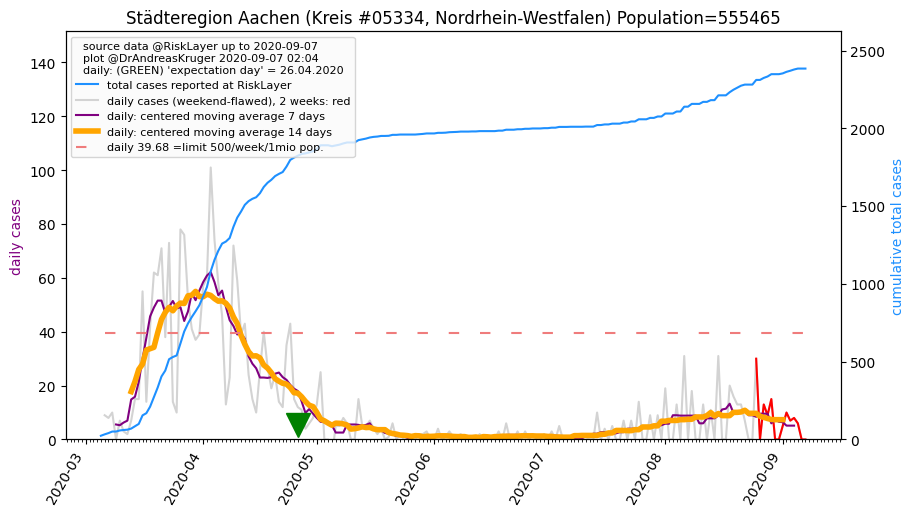 Städteregion Aachen (Kreis #05334, Nordrhein-Westfalen) Population=555465
source data @RiskLayer up to 2020-09-07
plot @DrAndreasKruger 2020-09-07 02:04
daily: (GREEN) 'expectation day' = 26.04.2020
total cases reported at RiskLayer
daily cases (weekend-flawed), 2 weeks: red
daily: centered moving average 7 days
daily: centered moving average 14 days
daily 39.68 =limit 500/week/1mio pop.
daily cases
140
120
100
80
60
40
20
0
cumulative total cases
2500
2000
1500
1000
500
0
2020-03
2020-04
2020-05
2020-06
2020-07
2020-08
2020-09